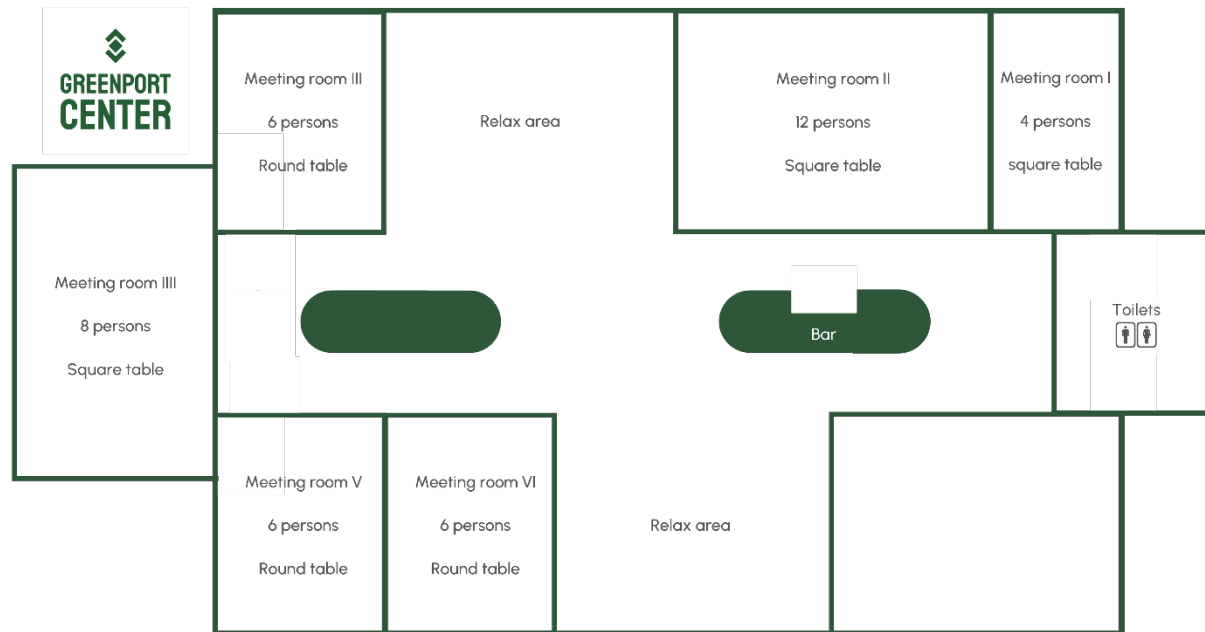 GREENPORT
CENTER
Meeting room III
6 persons
Round table
Relax area
Meeting room II
12 persons
Square table
Meeting room I
4 persons
square table
Meeting room IIII
8 persons
Square table
Bar
Toilets
Meeting room V
6 persons
Round table
Meeting room VI
6 persons
Round table
Relax area